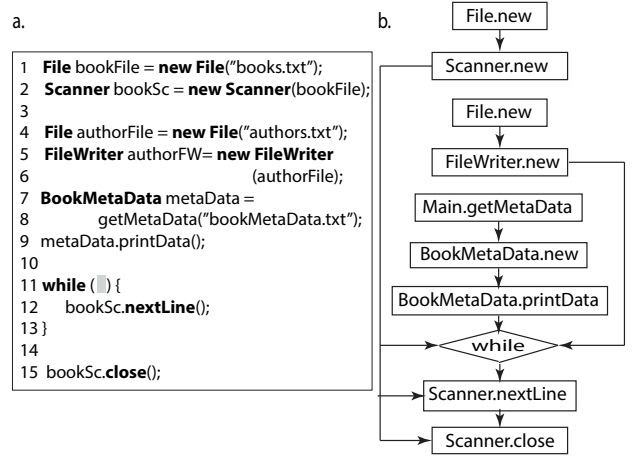 a.
1 File bookFile = new File("books.txt");
2 Scanner bookSc = new Scanner(bookFile);
3
4 File authorFile = new File("authors.txt");
5 FileWriter authorFW= new FileWriter
6 (authorFile);
7 BookMetaData metaData =
8 getMetaData("bookMetaData.txt");
9 metaData.printData();
10
11 while ( ) {
12 bookSc.nextLine();
13 }
14
15 bookSc.close();
b.
File.new
Scanner.new
File.new
FileWriter.new
Main.getMetaData
BookMetaData.new
BookMetaData.printData
while
Scanner.nextLine
Scanner.close